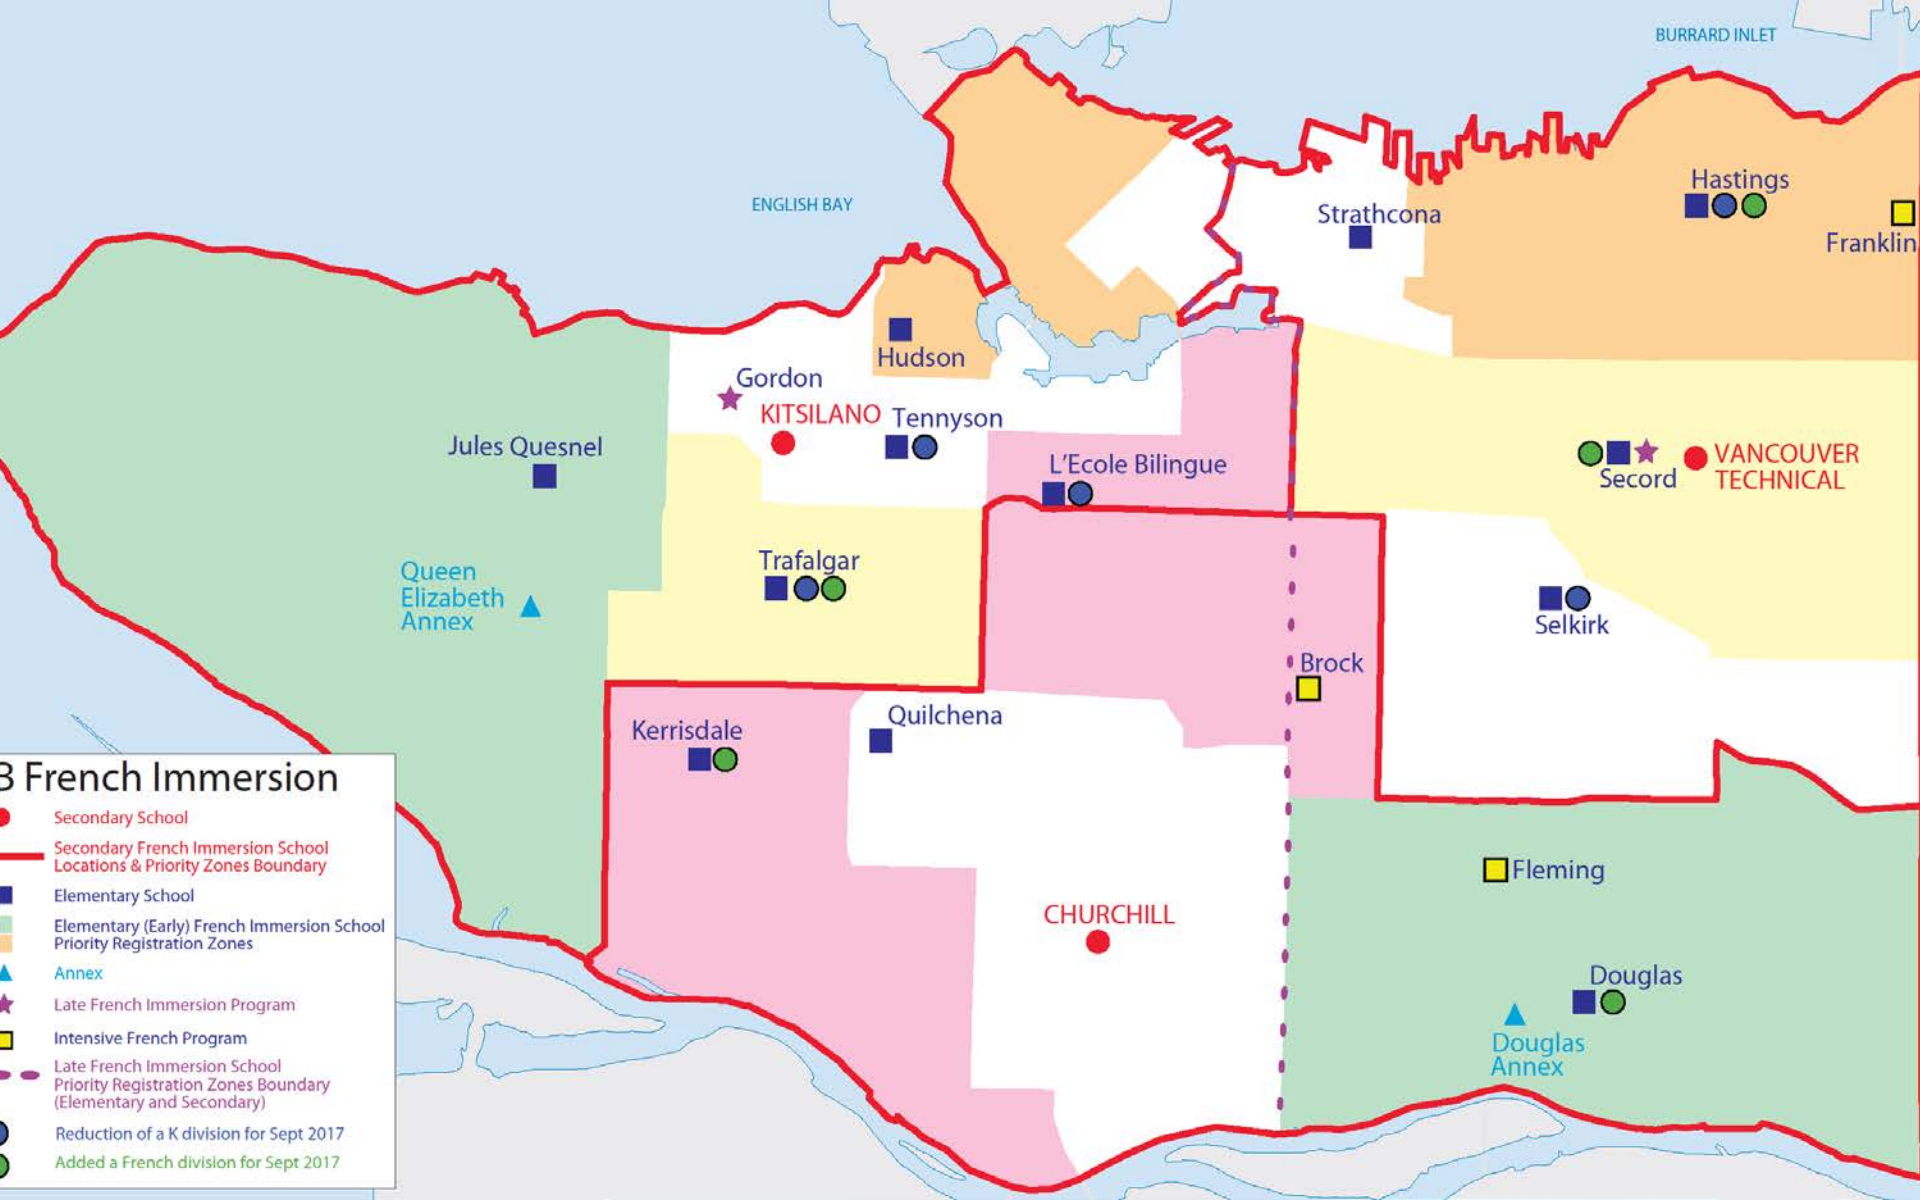 BURRARD INLET
ENGLISH BAY
Hastings
Strathcona
Franklin
Hudson
Gordon
KITSILANO
Tennyson
Jules Quesnel
L'Ecole Bilingue
Secord
VANCOUVER
TECHNICAL
Trafalgar
Queen
Elizabeth
Annex
Selkirk
Brock
Kerrisdale
Quilchena
Fleming
CHURCHILL
Douglas
Douglas
Annex
B French Immersion
Secondary School
Secondary French Immersion School
Locations & Priority Zones Boundary
Elementary School
Elementary (Early) French Immersion School
Priority Registration Zones
Annex
Late French Immersion Program
Intensive French Program
Late French Immersion School
Priority Registration Zones Boundary
(Elementary and Secondary)
Reduction of a K division for Sept 2017
Added a French division for Sept 2017